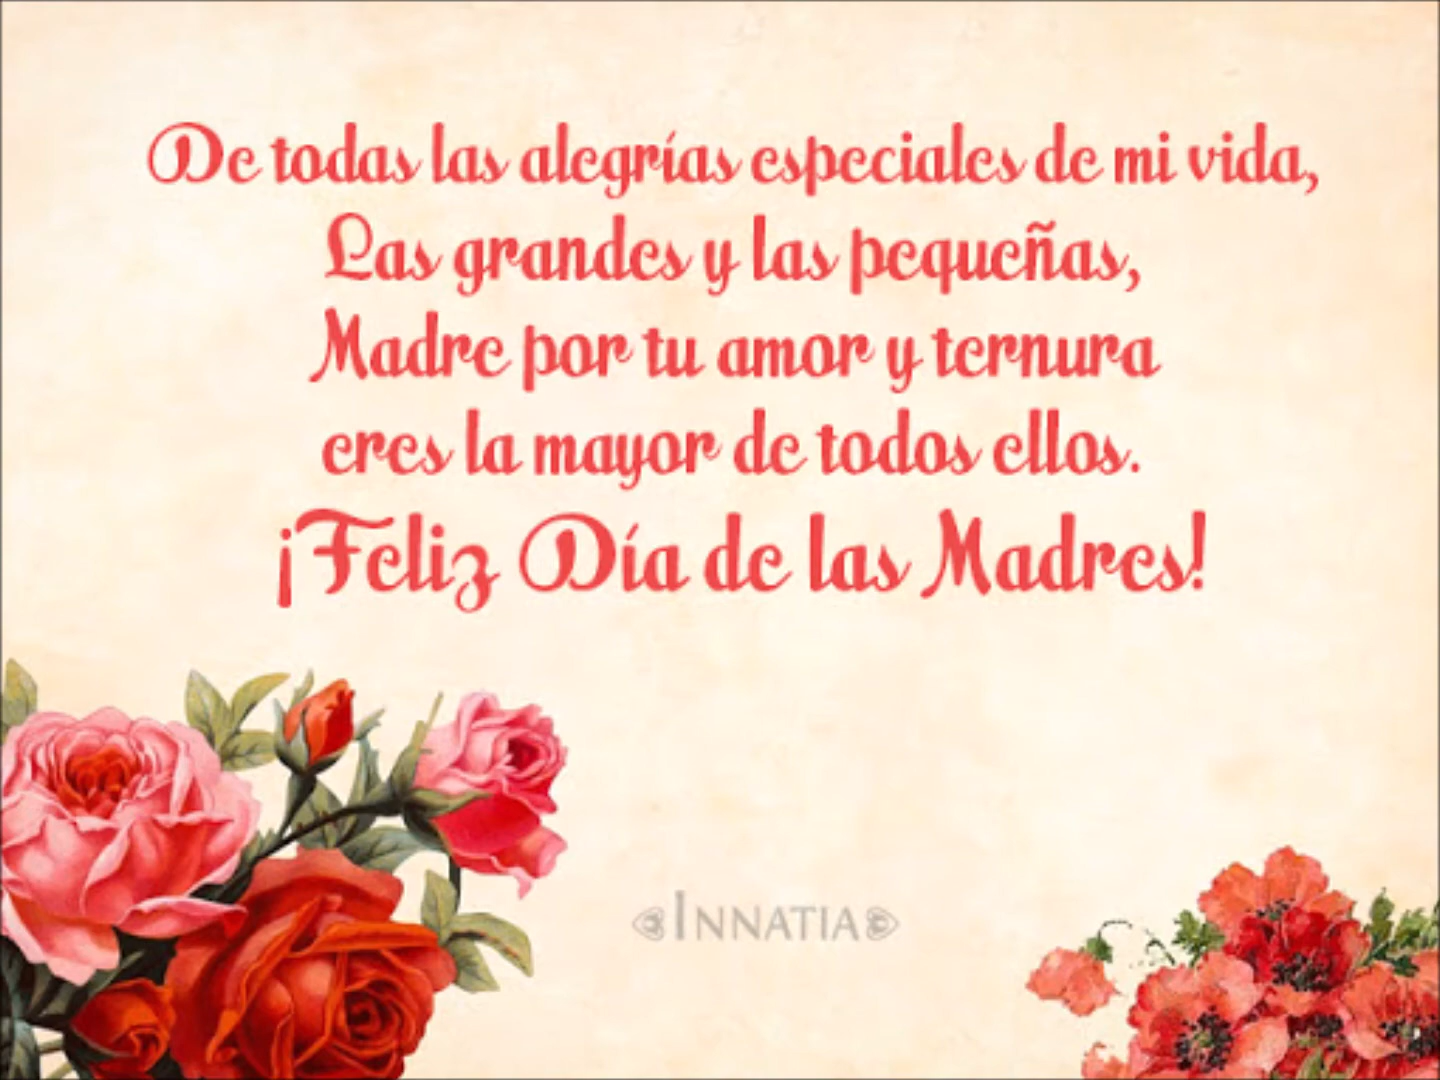 De todas las alegrías especiales de mi vida,
Las grandes y las pequeñas,
Madre por tu amor y ternura
eres la mayor de todos ellos.
¡Feliz Día de las Madres!
INNATIA